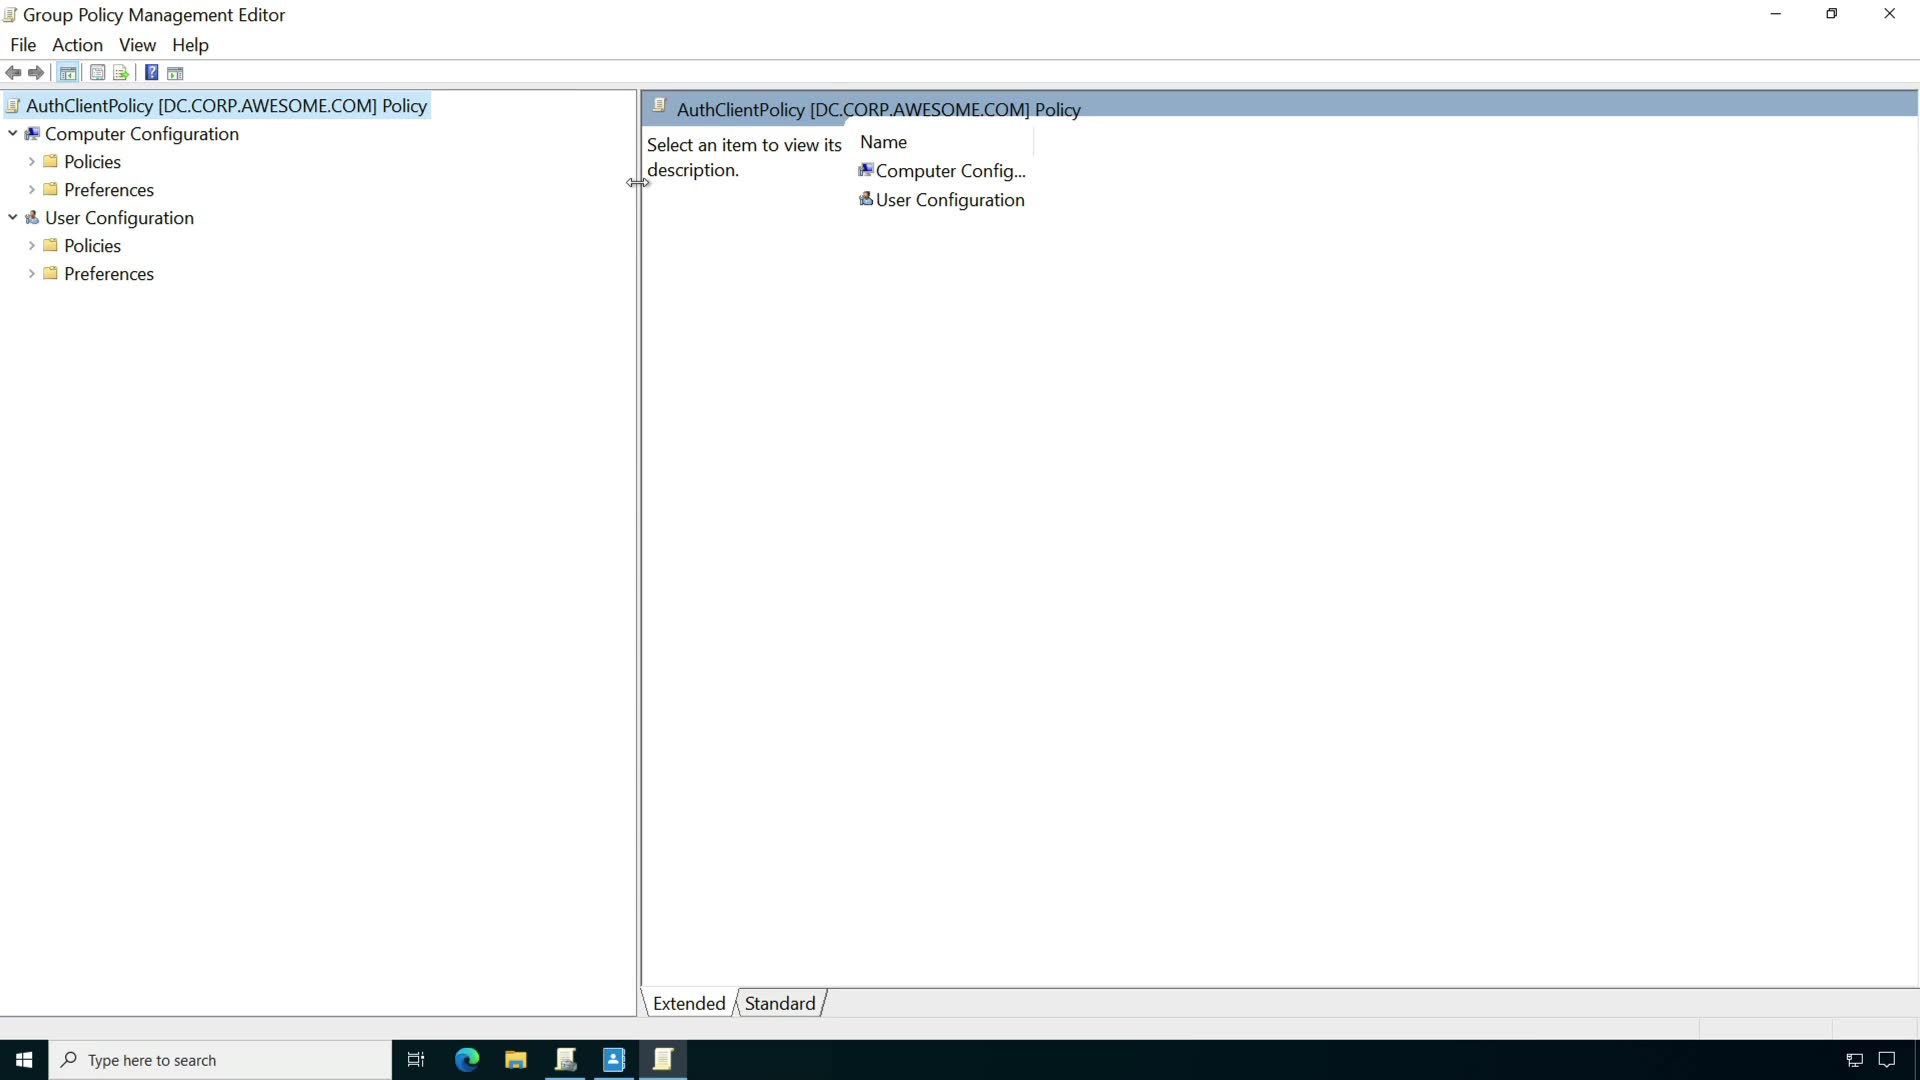 Group Policy Management Editor
File Action View Help
AuthClientPolicy [DC.CORP.AWESOME.COM] Policy
Computer Configuration
Policies
Preferences
User Configuration
Policies
Preferences
AuthClientPolicy [DC.CORP.AWESOME.COM] Policy
Select an item to view its
description.
Name
Computer Config...
User Configuration
Extended Standard
Type here to search